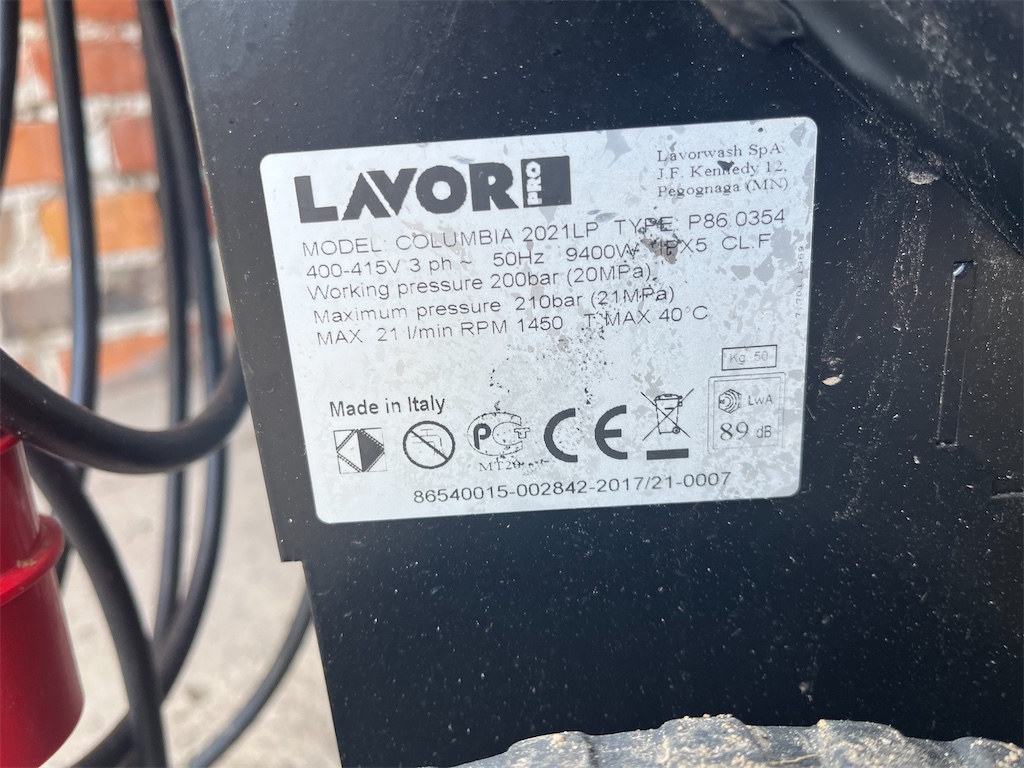 LAVOR PRO
Lavorwash SpA
J.F. Kennedy 12,
Pegognaga (MN)
MODEL: COLUMBIA 2021LP TYPE: P86 0354
400-415V 3 ph ~ 50Hz 9400W IPX5 CL.F
Working pressure 200bar (20MPa)
Maximum pressure 210bar (21MPa)
MAX. 21 l/min RPM 1450 T.MAX 40°C
Kg. 50
Made in Italy
LwA
89 dB
CE
86540015-002842-2017/21-0007